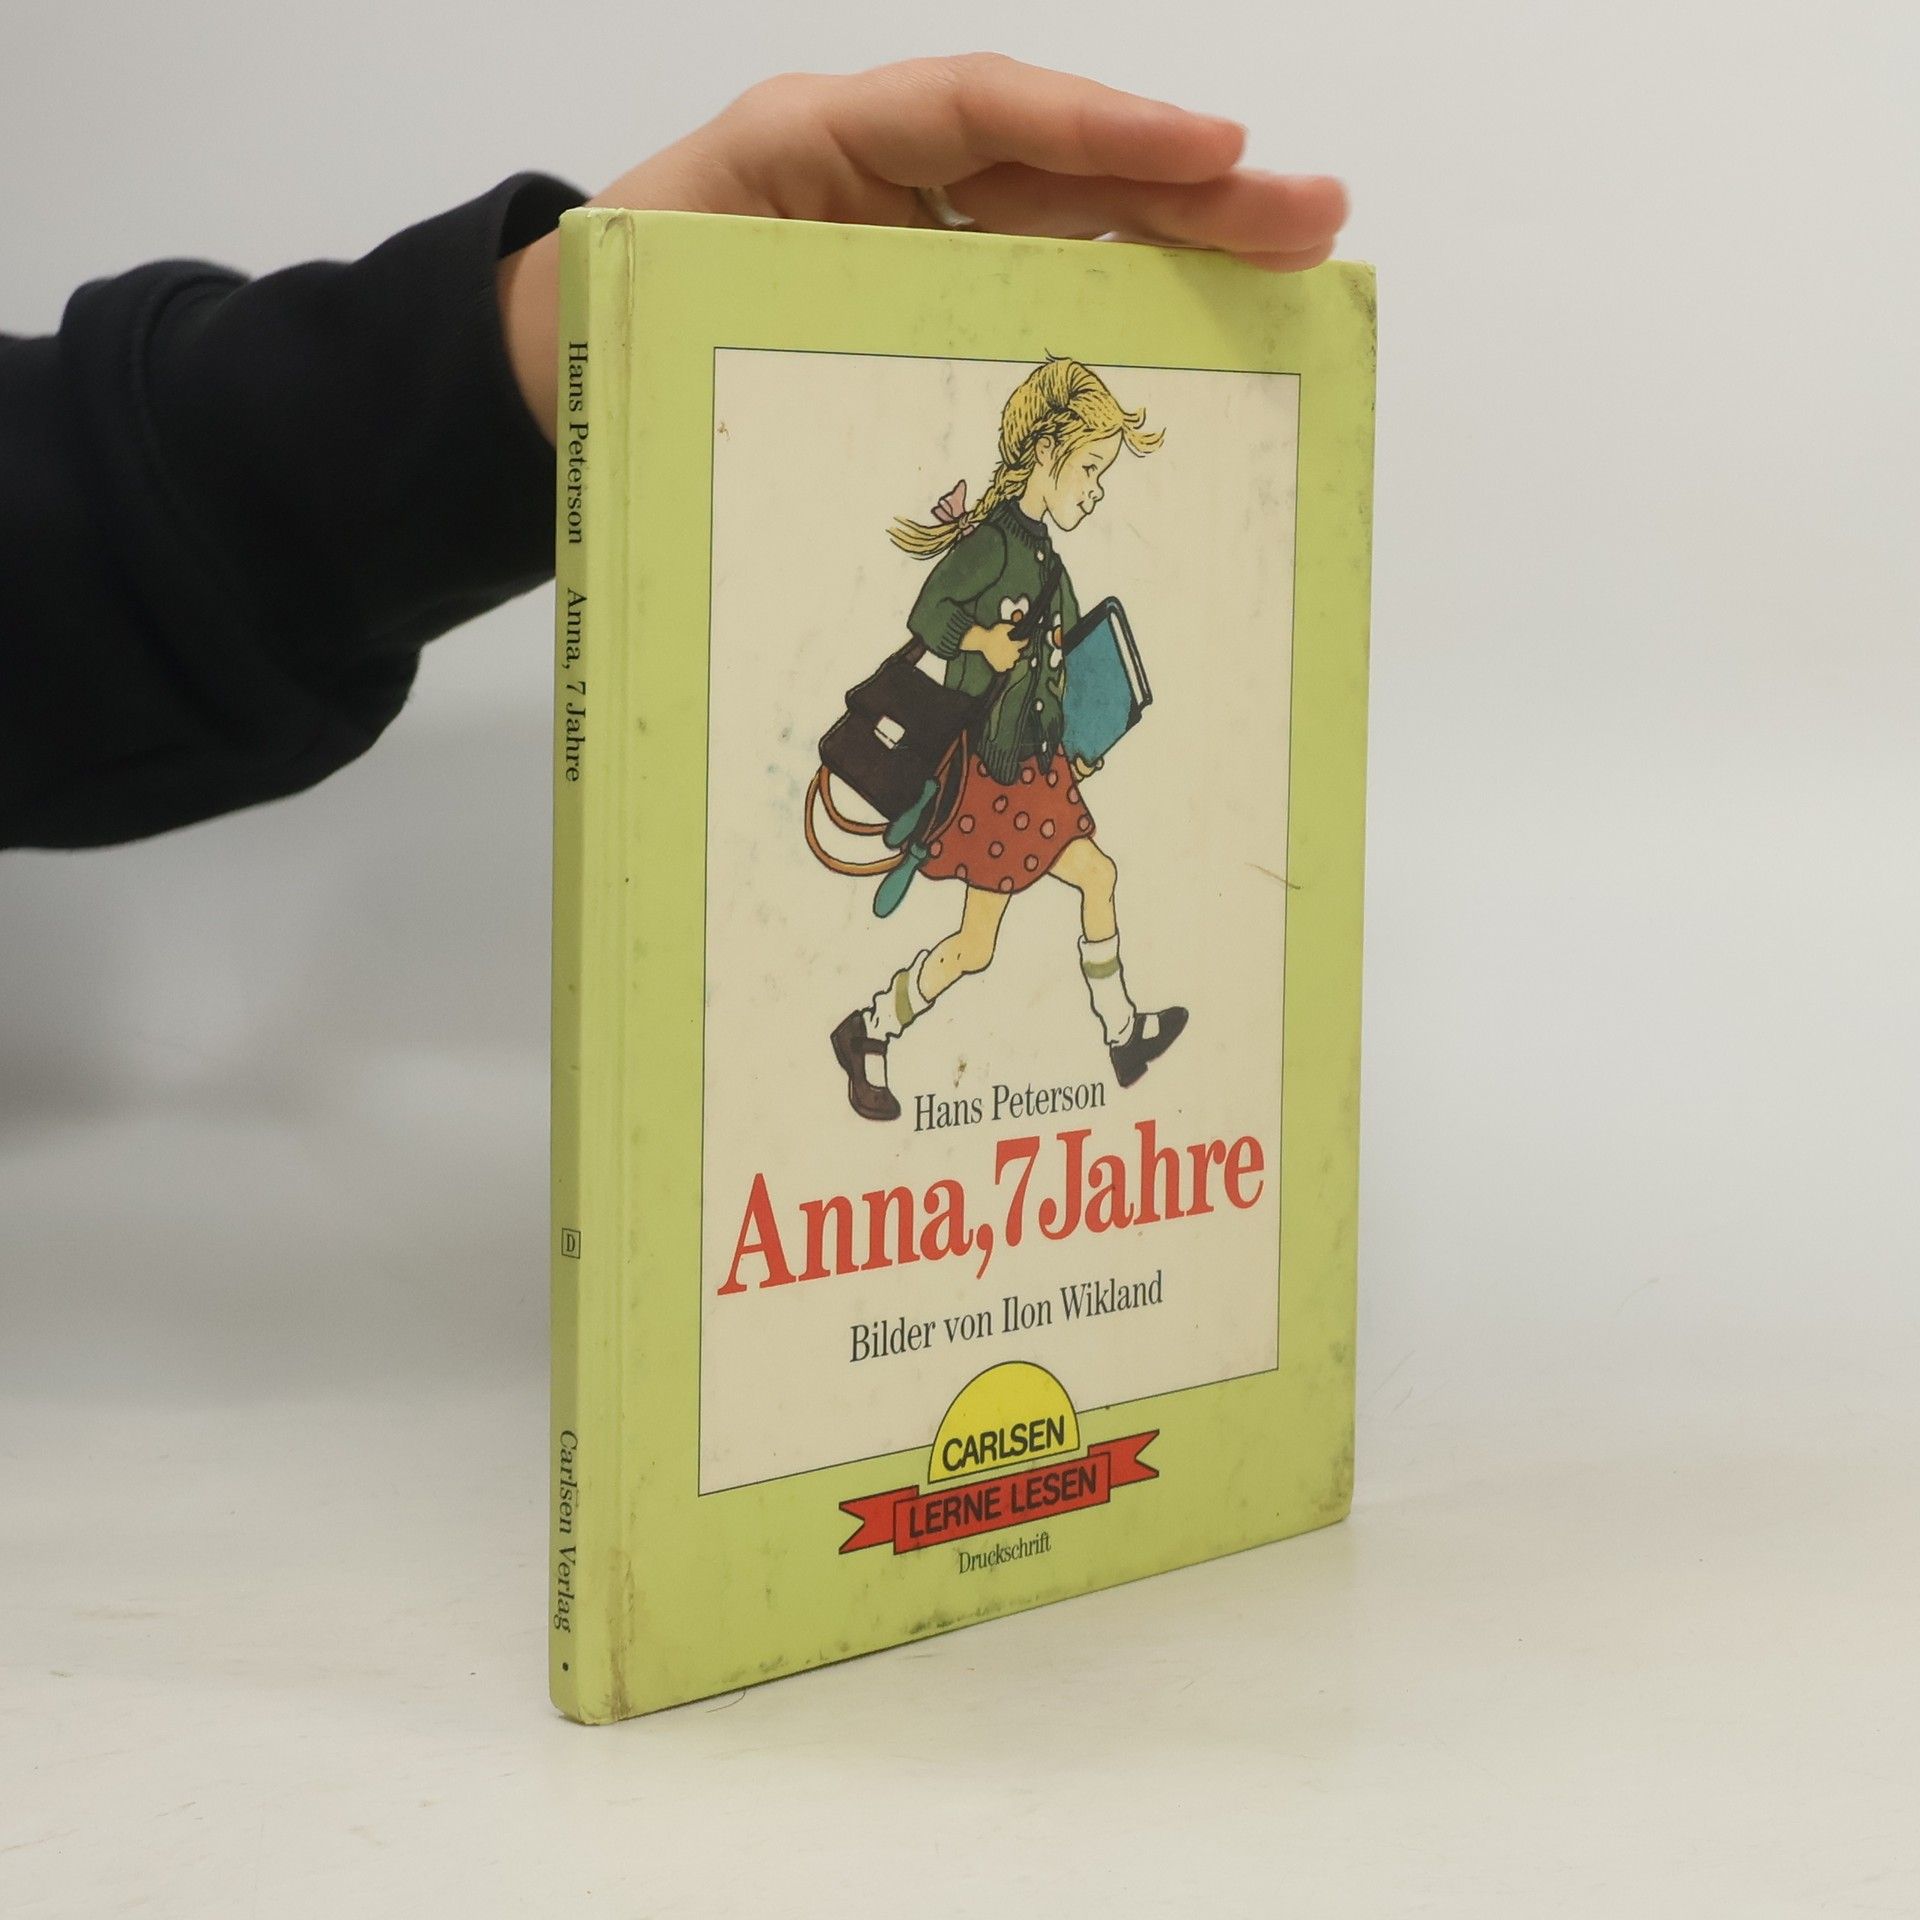 Hans Peterson Anna, 7 Jahre D Carlsen Verlag •
Hans Peterson
Anna, 7 Jahre
Bilder von Ilon Wikland
CARLSEN
LERNE LESEN
Druckschrift